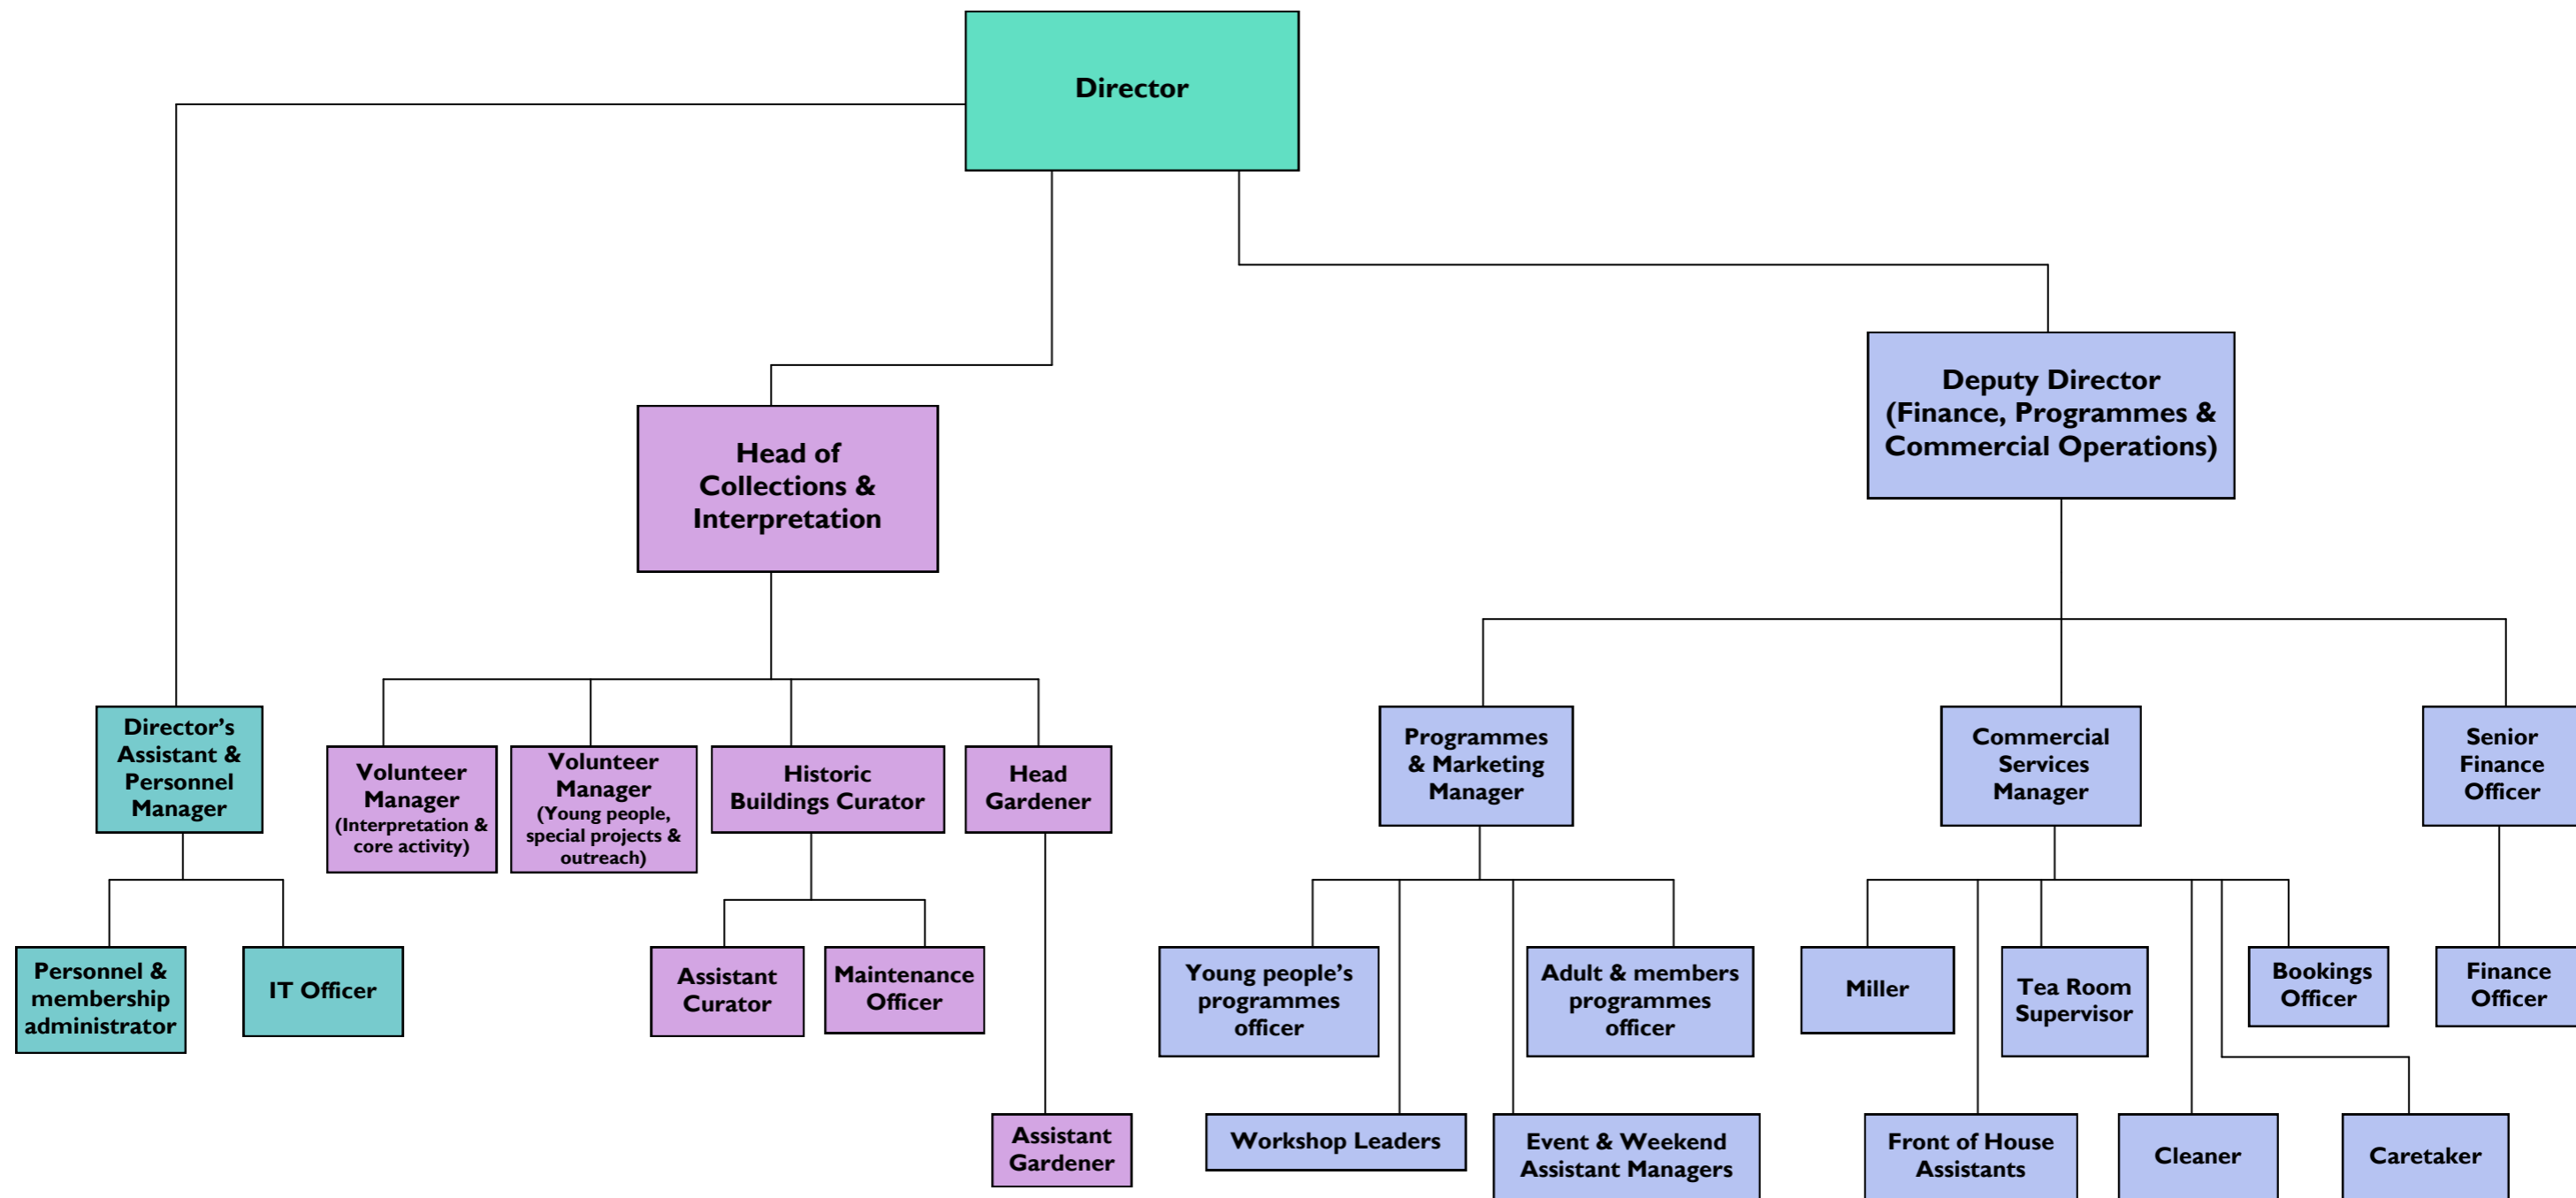 Director
Deputy Director
(Finance, Programmes &
Commercial Operations)
Head of
Collections &
Interpretation
Director’s
Assistant &
Personnel
Manager
Volunteer
Manager
(Interpretation &
core activity)
Volunteer
Manager
(Young people,
special projects &
outreach)
Historic
Buildings Curator
Head
Gardener
Programmes
& Marketing
Manager
Commercial
Services
Manager
Senior
Finance
Officer
Personnel &
membership
administrator
IT Officer
Assistant
Curator
Maintenance
Officer
Young people’s
programmes
officer
Adult & members
programmes
officer
Miller
Tea Room
Supervisor
Bookings
Officer
Finance
Officer
Assistant
Gardener
Workshop Leaders
Event & Weekend
Assistant Managers
Front of House
Assistants
Cleaner
Caretaker